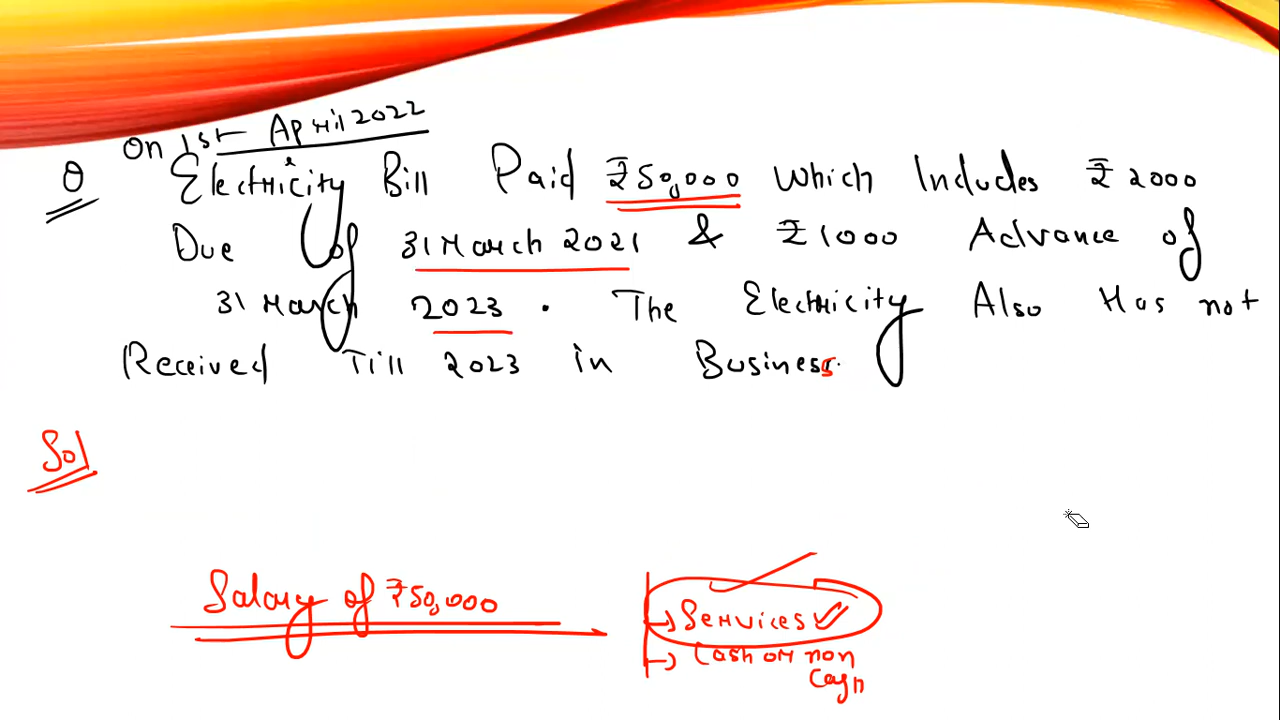 On 1st April 2022
Q Electricity Bill Paid ₹50,000 Which Includes ₹2000
Due of 31 March 2021 & ₹1000 Advance of
31 March 2023. The Electricity Also Has not
Received Till 2023 in Business.
Sol
Salary of ₹50,000
→ Services ✓
→ Cash or non
Cash